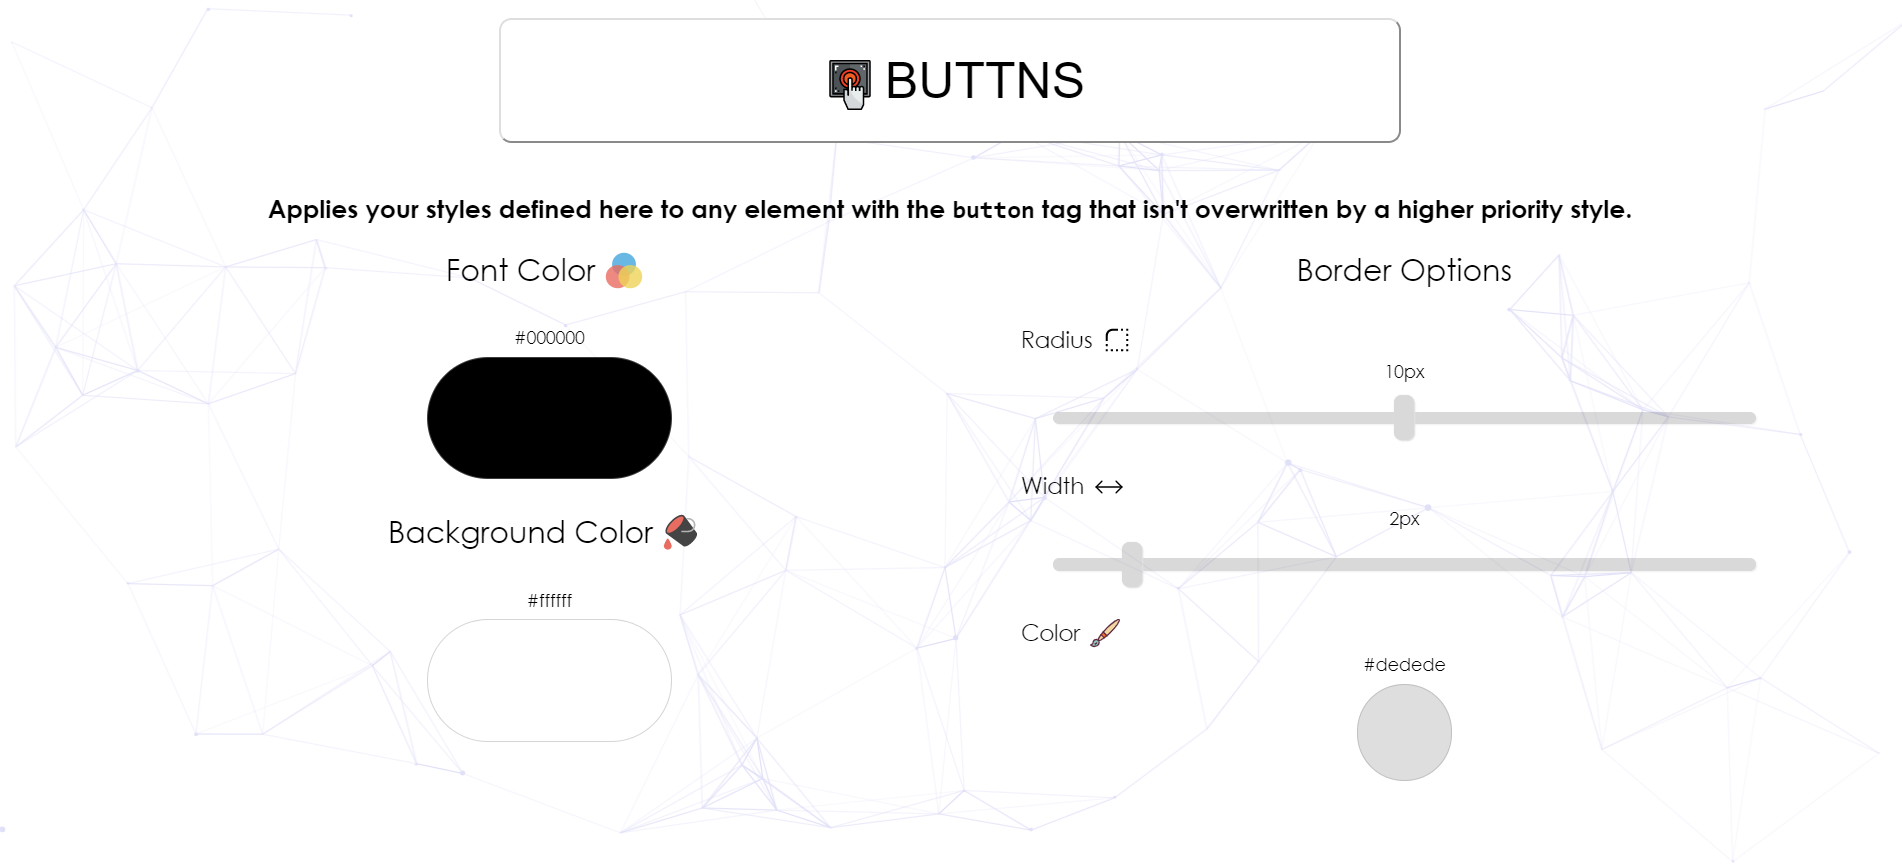 BUTTNS
Applies your styles defined here to any element with the button tag that isn't overwritten by a higher priority style.
Font Color
#000000
Background Color
#ffffff
Border Options
Radius
10px
Width
2px
Color
#dedede